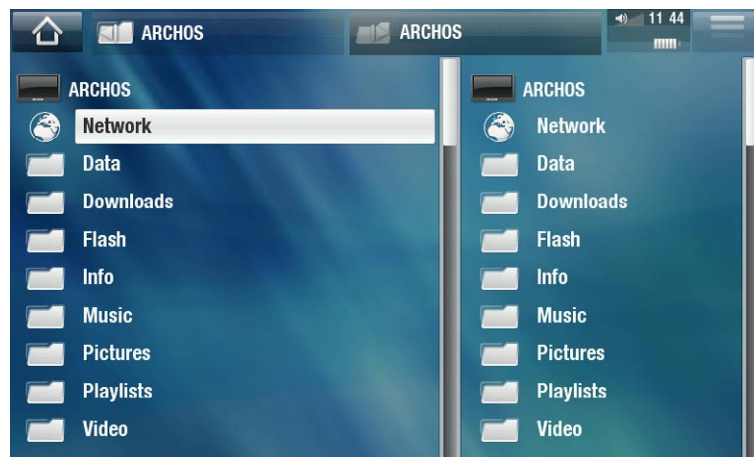 ARCHOS
ARCHOS
11 44
ARCHOS
Network
Data
Downloads
Flash
Info
Music
Pictures
Playlists
Video
ARCHOS
Network
Data
Downloads
Flash
Info
Music
Pictures
Playlists
Video